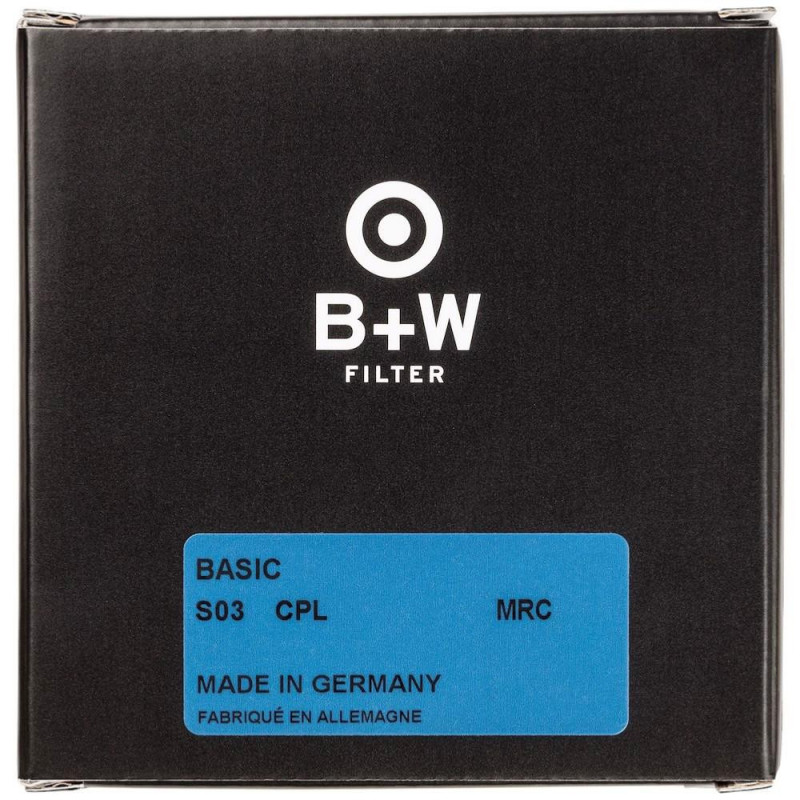 B+W
FILTER
BASIC
S03 CPL MRC
MADE IN GERMANY
FABRIQUÉ EN ALLEMAGNE